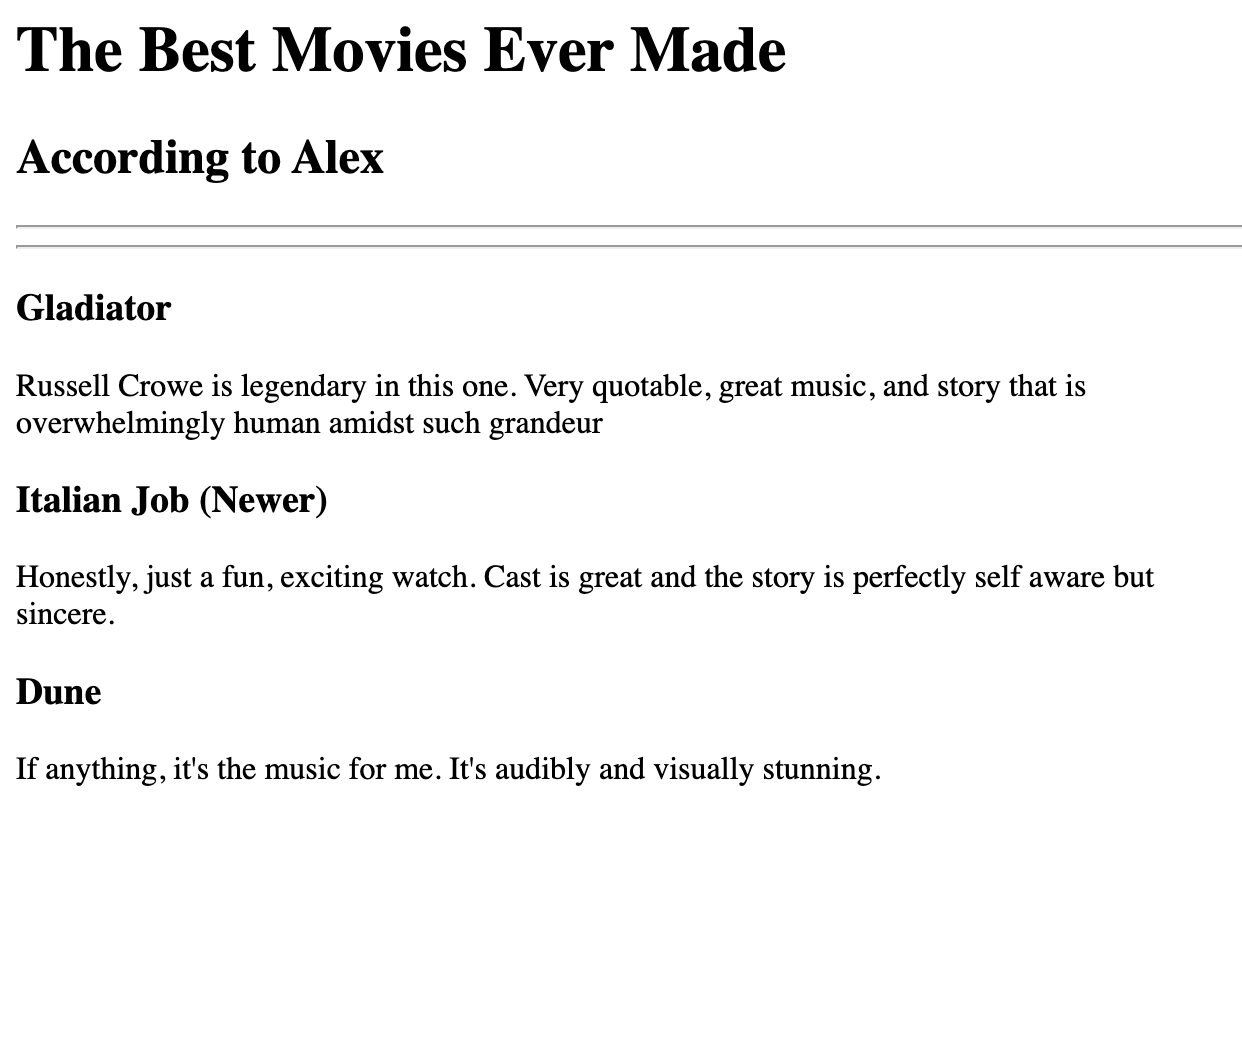 The Best Movies Ever Made
According to Alex
Gladiator
Russell Crowe is legendary in this one. Very quotable, great music, and story that is
overwhelmingly human amidst such grandeur
Italian Job (Newer)
Honestly, just a fun, exciting watch. Cast is great and the story is perfectly self aware but
sincere.
Dune
If anything, it's the music for me. It's audibly and visually stunning.